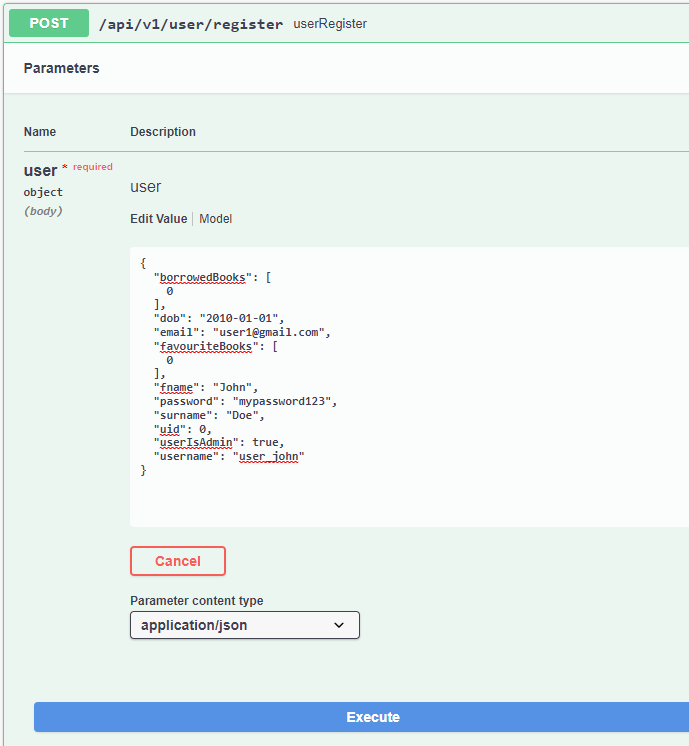 POST /api/v1/user/register userRegister
Parameters
Name Description
user * required
object
(body)
user
Edit Value | Model
{
  "borrowedBooks": [
    0
  ],
  "dob": "2010-01-01",
  "email": "user1@gmail.com",
  "favouriteBooks": [
    0
  ],
  "fname": "John",
  "password": "mypassword123",
  "surname": "Doe",
  "uid": 0,
  "userIsAdmin": true,
  "username": "user_john"
}
Cancel
Parameter content type
application/json
Execute